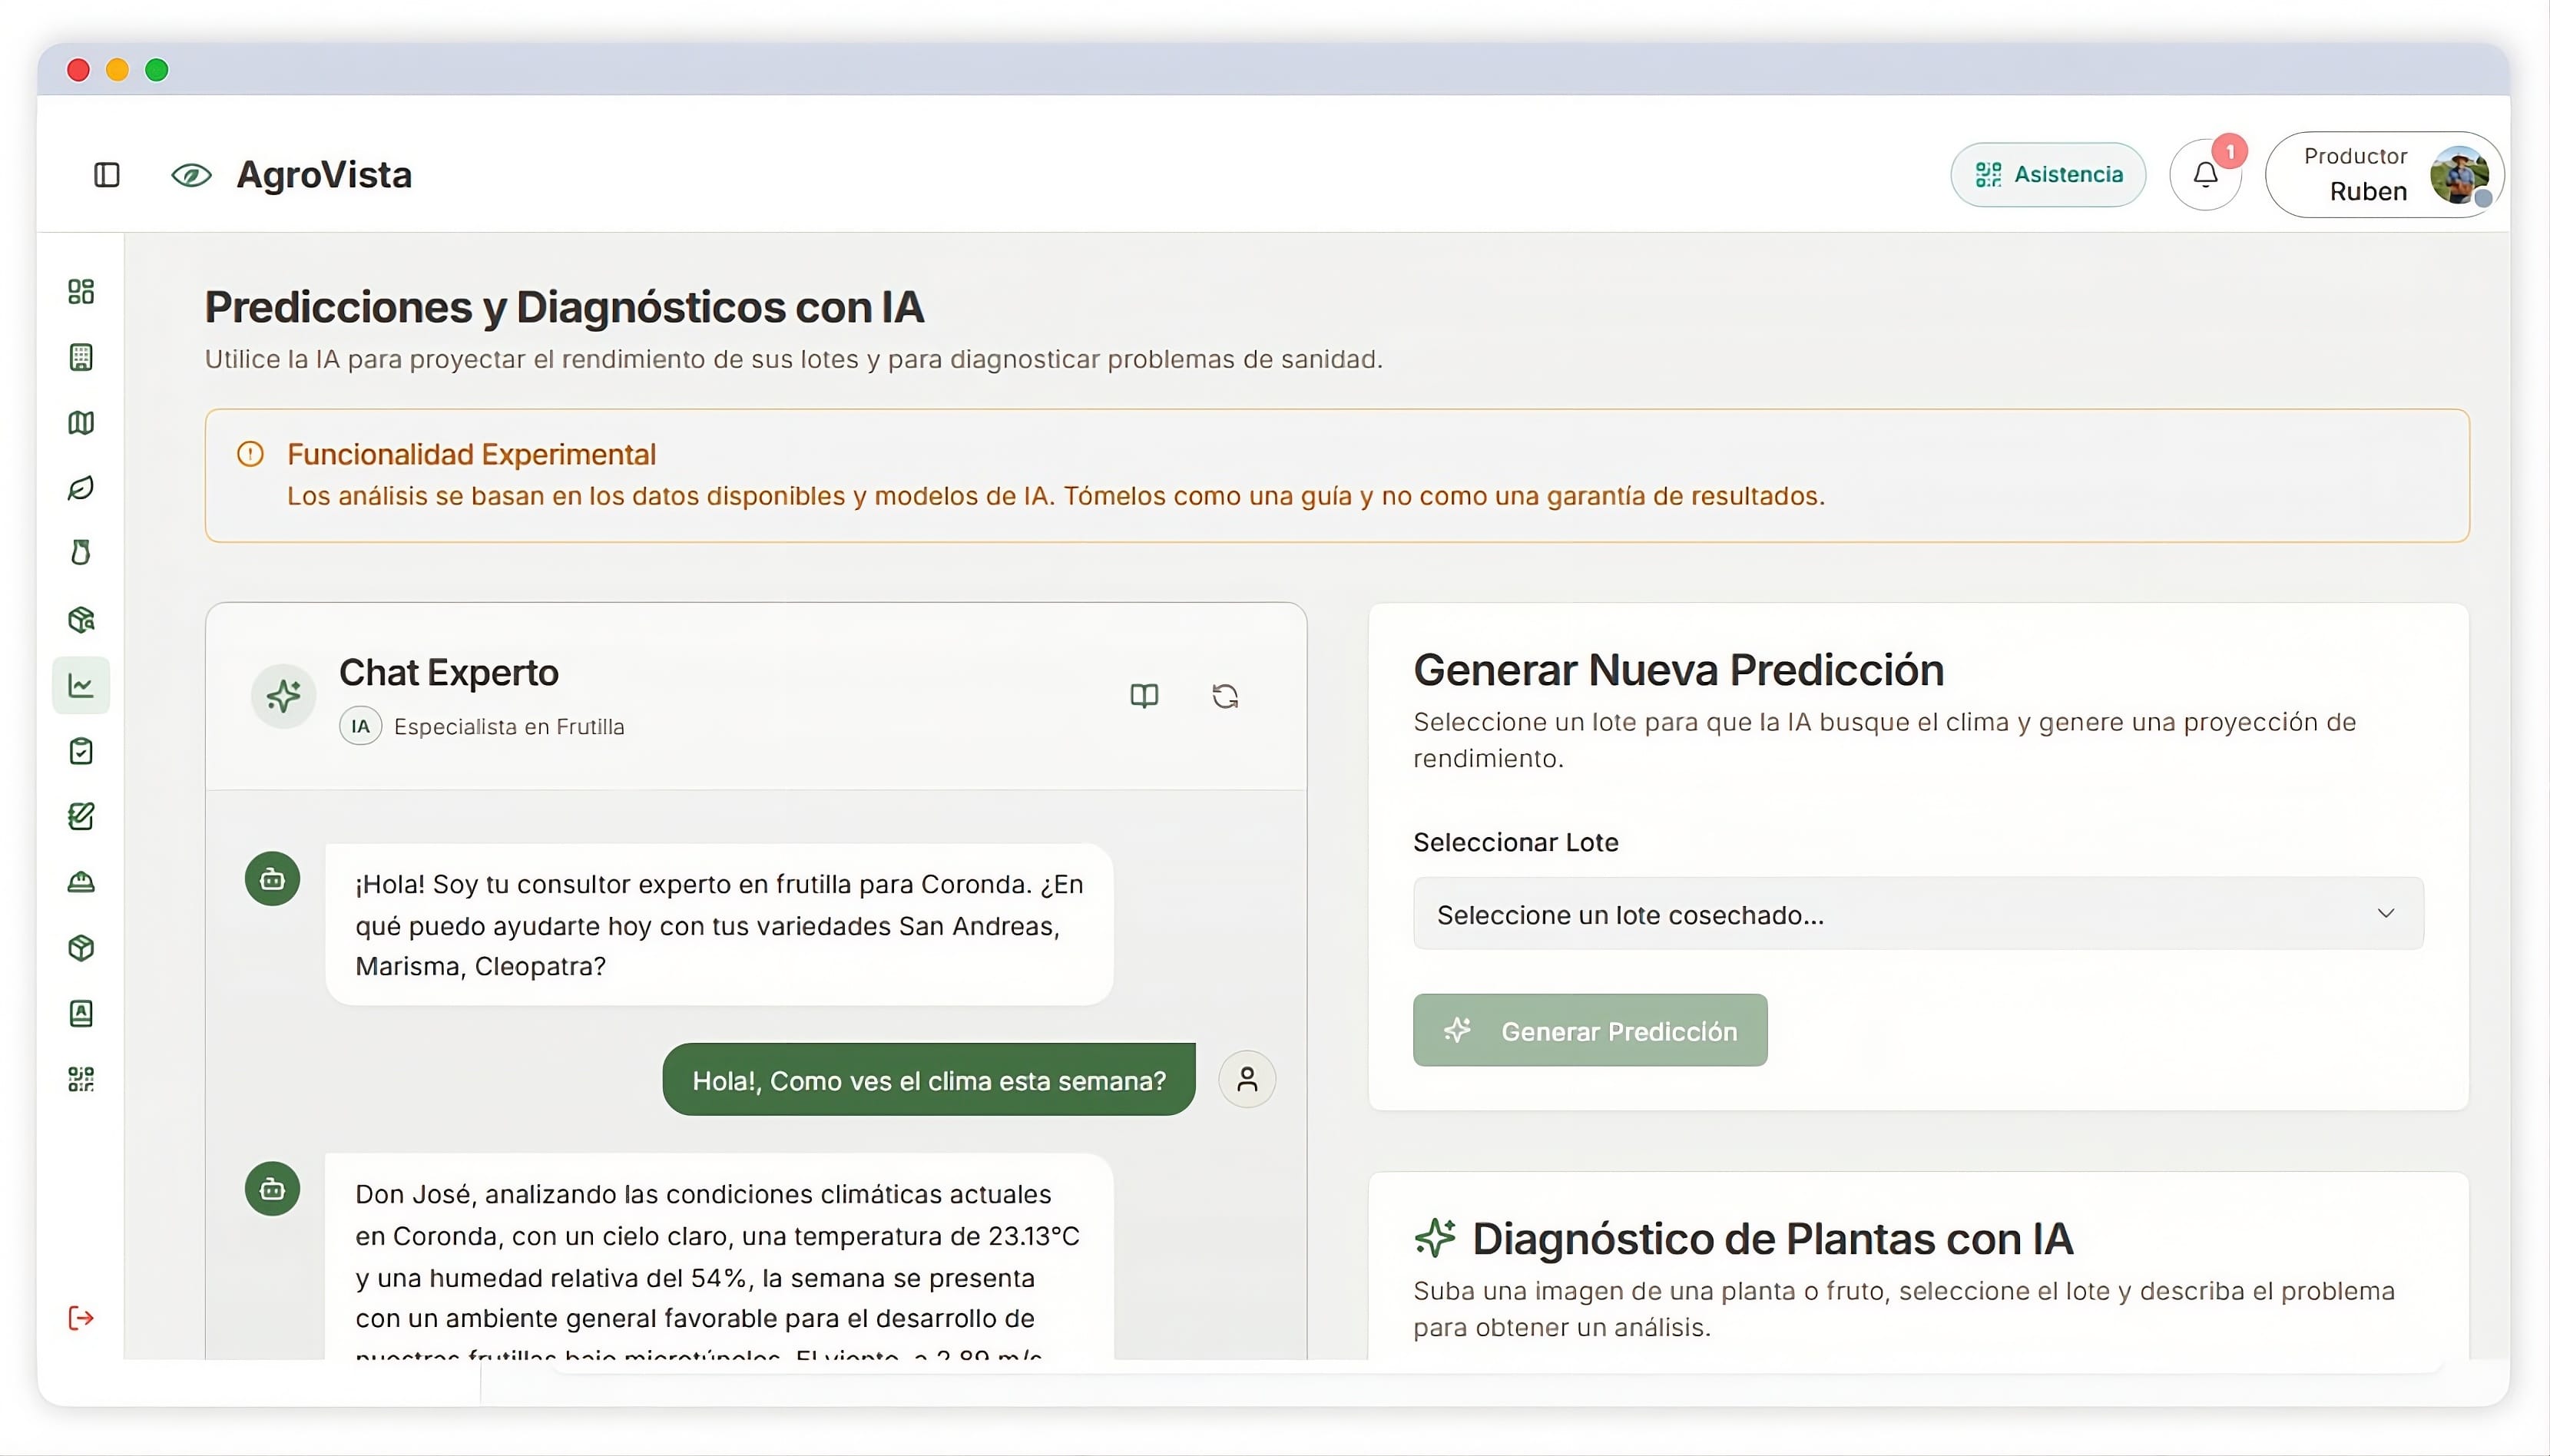 AgroVista
Asistencia
1
Productor
Ruben
Predicciones y Diagnósticos con IA
Utilice la IA para proyectar el rendimiento de sus lotes y para diagnosticar problemas de sanidad.
Funcionalidad Experimental
Los análisis se basan en los datos disponibles y modelos de IA. Tómelos como una guía y no como una garantía de resultados.
Chat Experto
IA Especialista en Frutilla
¡Hola! Soy tu consultor experto en frutilla para Coronda. ¿En
qué puedo ayudarte hoy con tus variedades San Andreas,
Marisma, Cleopatra?
Hola!, Como ves el clima esta semana?
Don José, analizando las condiciones climáticas actuales
en Coronda, con un cielo claro, una temperatura de 23.13°C
y una humedad relativa del 54%, la semana se presenta
con un ambiente general favorable para el desarrollo de
nuestras frutillas bajo microtúneles. El viento, a 2.89 m/s
Generar Nueva Predicción
Seleccione un lote para que la IA busque el clima y genere una proyección de
rendimiento.
Seleccionar Lote
Seleccione un lote cosechado...
Generar Predicción
Diagnóstico de Plantas con IA
Suba una imagen de una planta o fruto, seleccione el lote y describa el problema
para obtener un análisis.